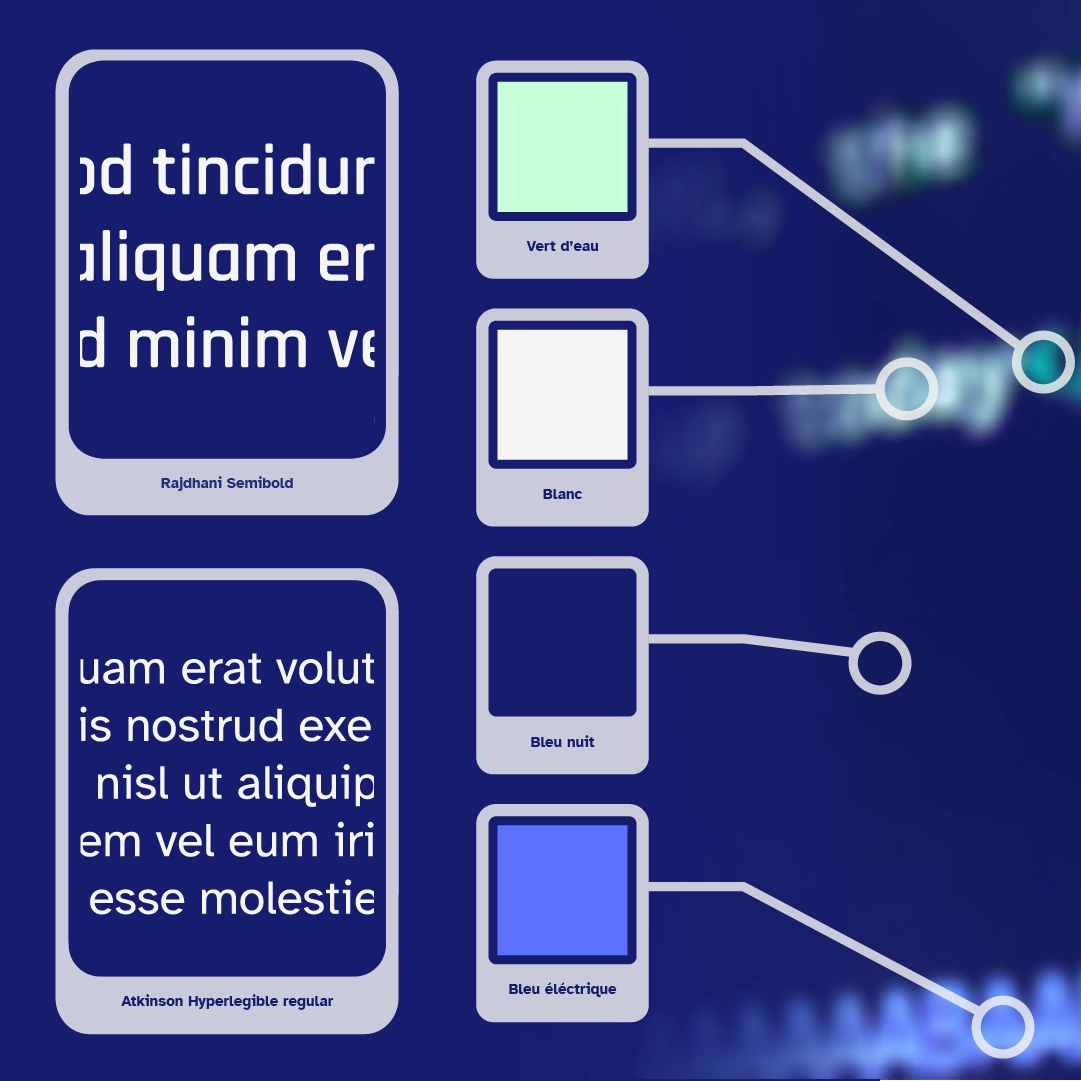 od tincidun
aliquam er
d minim ve
Rajdhani Semibold
uam erat volut
is nostrud exe
nisl ut aliquip
em vel eum iri
esse molestie
Atkinson Hyperlegible regular
Vert d’eau
Blanc
Bleu nuit
Bleu éléctrique